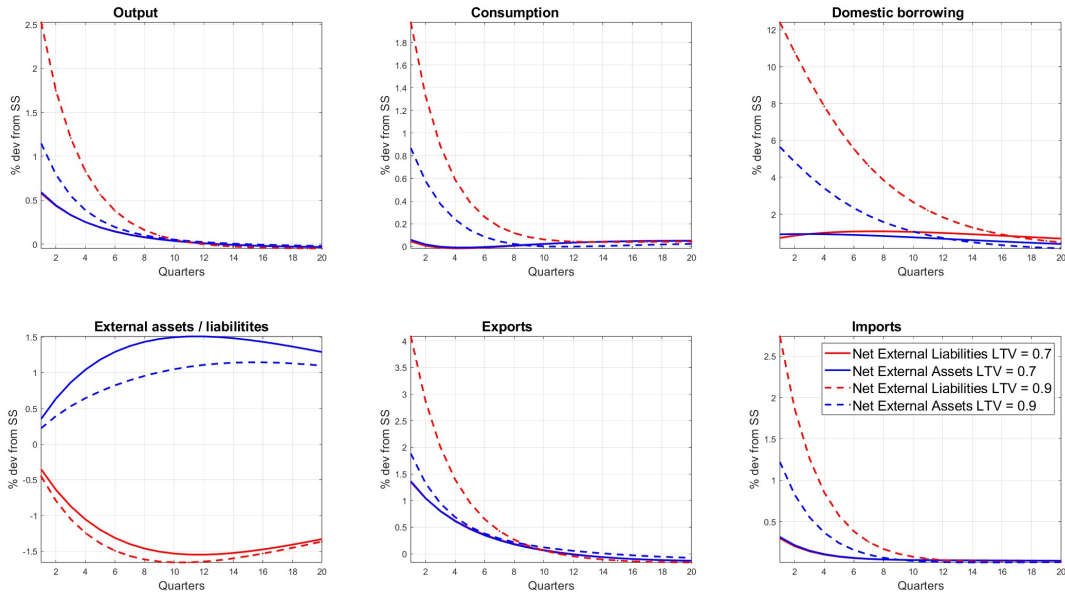 Output
Consumption
Domestic borrowing
% dev from SS
2.5
2
1.5
1
0.5
0
2 4 6 8 10 12 14 16 18 20
Quarters
% dev from SS
1.8
1.6
1.4
1.2
1
0.8
0.6
0.4
0.2
0
2 4 6 8 10 12 14 16 18 20
Quarters
% dev from SS
12
10
8
6
4
2
2 4 6 8 10 12 14 16 18 20
Quarters
External assets / liabilitites
Exports
Imports
% dev from SS
1.5
1
0.5
0
-0.5
-1
-1.5
2 4 6 8 10 12 14 16 18 20
Quarters
% dev from SS
4
3.5
3
2.5
2
1.5
1
0.5
0
2 4 6 8 10 12 14 16 18 20
Quarters
% dev from SS
2.5
2
1.5
1
0.5
2 4 6 8 10 12 14 16 18 20
Quarters
Net External Liabilities LTV = 0.7
Net External Assets LTV = 0.7
Net External Liabilities LTV = 0.9
Net External Assets LTV = 0.9